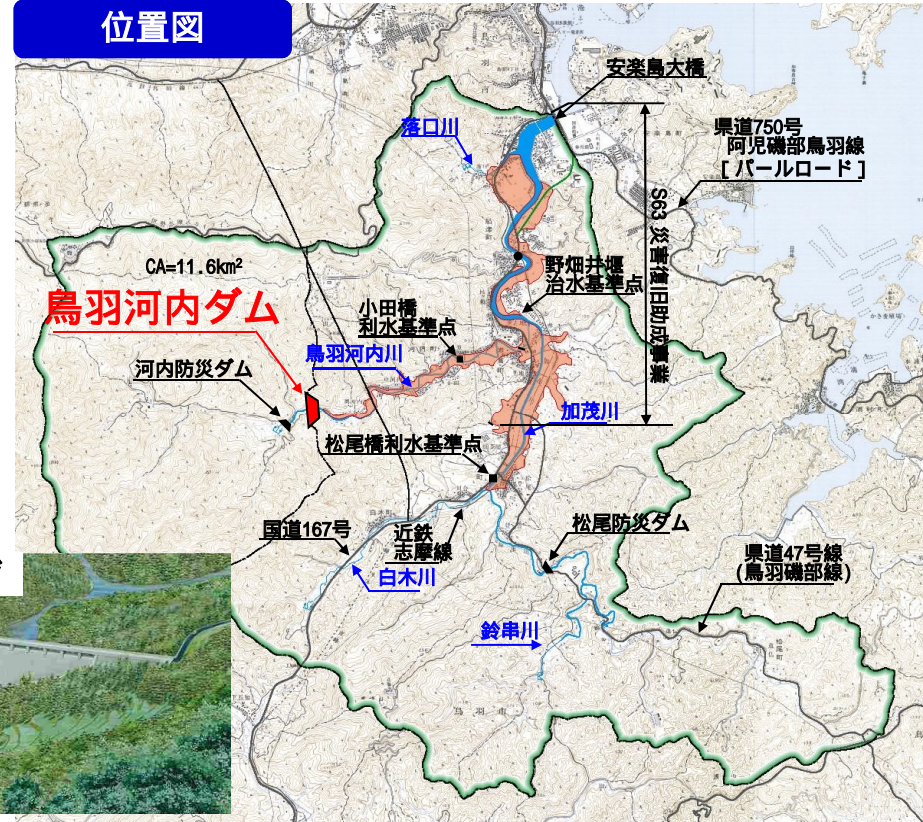 位置図
安楽島大橋
落口川
県道750号
阿児磯部鳥羽線
[ パールロード ]
S63 災害復旧助成事業
CA=11.6km²
野畑井堰
治水基準点
鳥羽河内ダム
小田橋
利水基準点
鳥羽河内川
河内防災ダム
加茂川
松尾橋利水基準点
国道167号
近鉄
志摩線
松尾防災ダム
白木川
県道47号線
(鳥羽磯部線)
鈴串川
鳥羽市